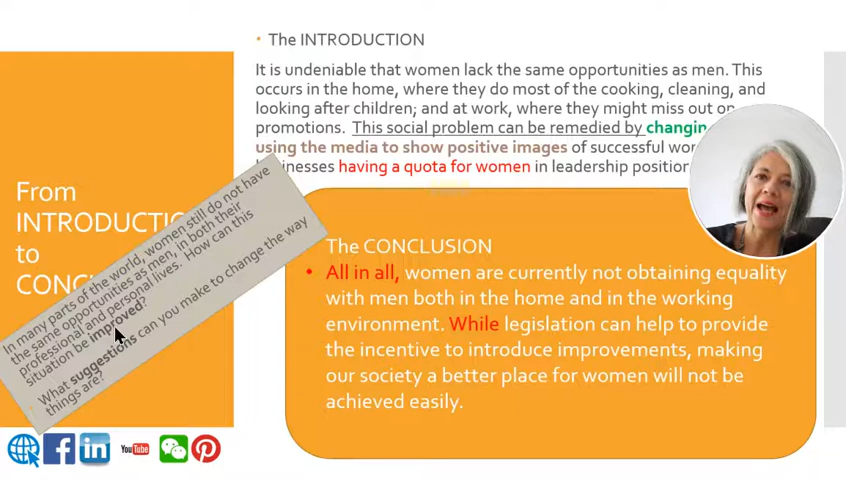 The INTRODUCTION
It is undeniable that women lack the same opportunities as men. This
occurs in the home, where they do most of the cooking, cleaning, and
looking after children; and at work, where they might miss out on
promotions. This social problem can be remedied by
using the media to show positive images of successful
having a quota for women in leadership
From
to
The CONCLUSION
All in all, women are currently not obtaining equality
with men both in the home and in the working
environment. While legislation can help to provide
the incentive to introduce improvements, making
our society a better place for women will not be
achieved easily.
In many parts of the world, women still do not have
the same opportunities as men, in both their
professional and personal lives. How can this
situation be improved?
What suggestions can you make to change the way
things are?
f
in
YouTube